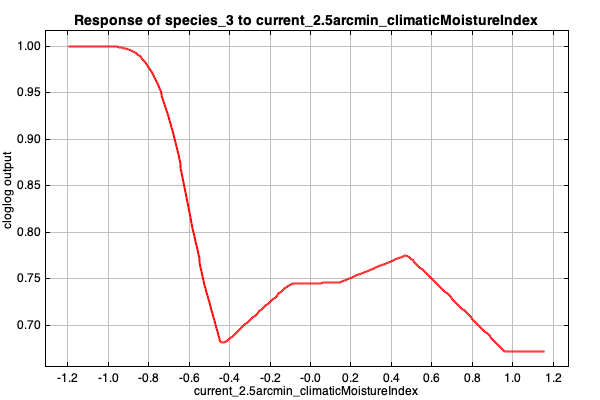 Response of species_3 to current_2.5arcmin_climaticMoistureIndex
cloglog output
1.00
0.95
0.90
0.85
0.80
0.75
0.70
-1.2 -1.0 -0.8 -0.6 -0.4 -0.2 -0.0 0.2 0.4 0.6 0.8 1.0 1.2
current_2.5arcmin_climaticMoistureIndex